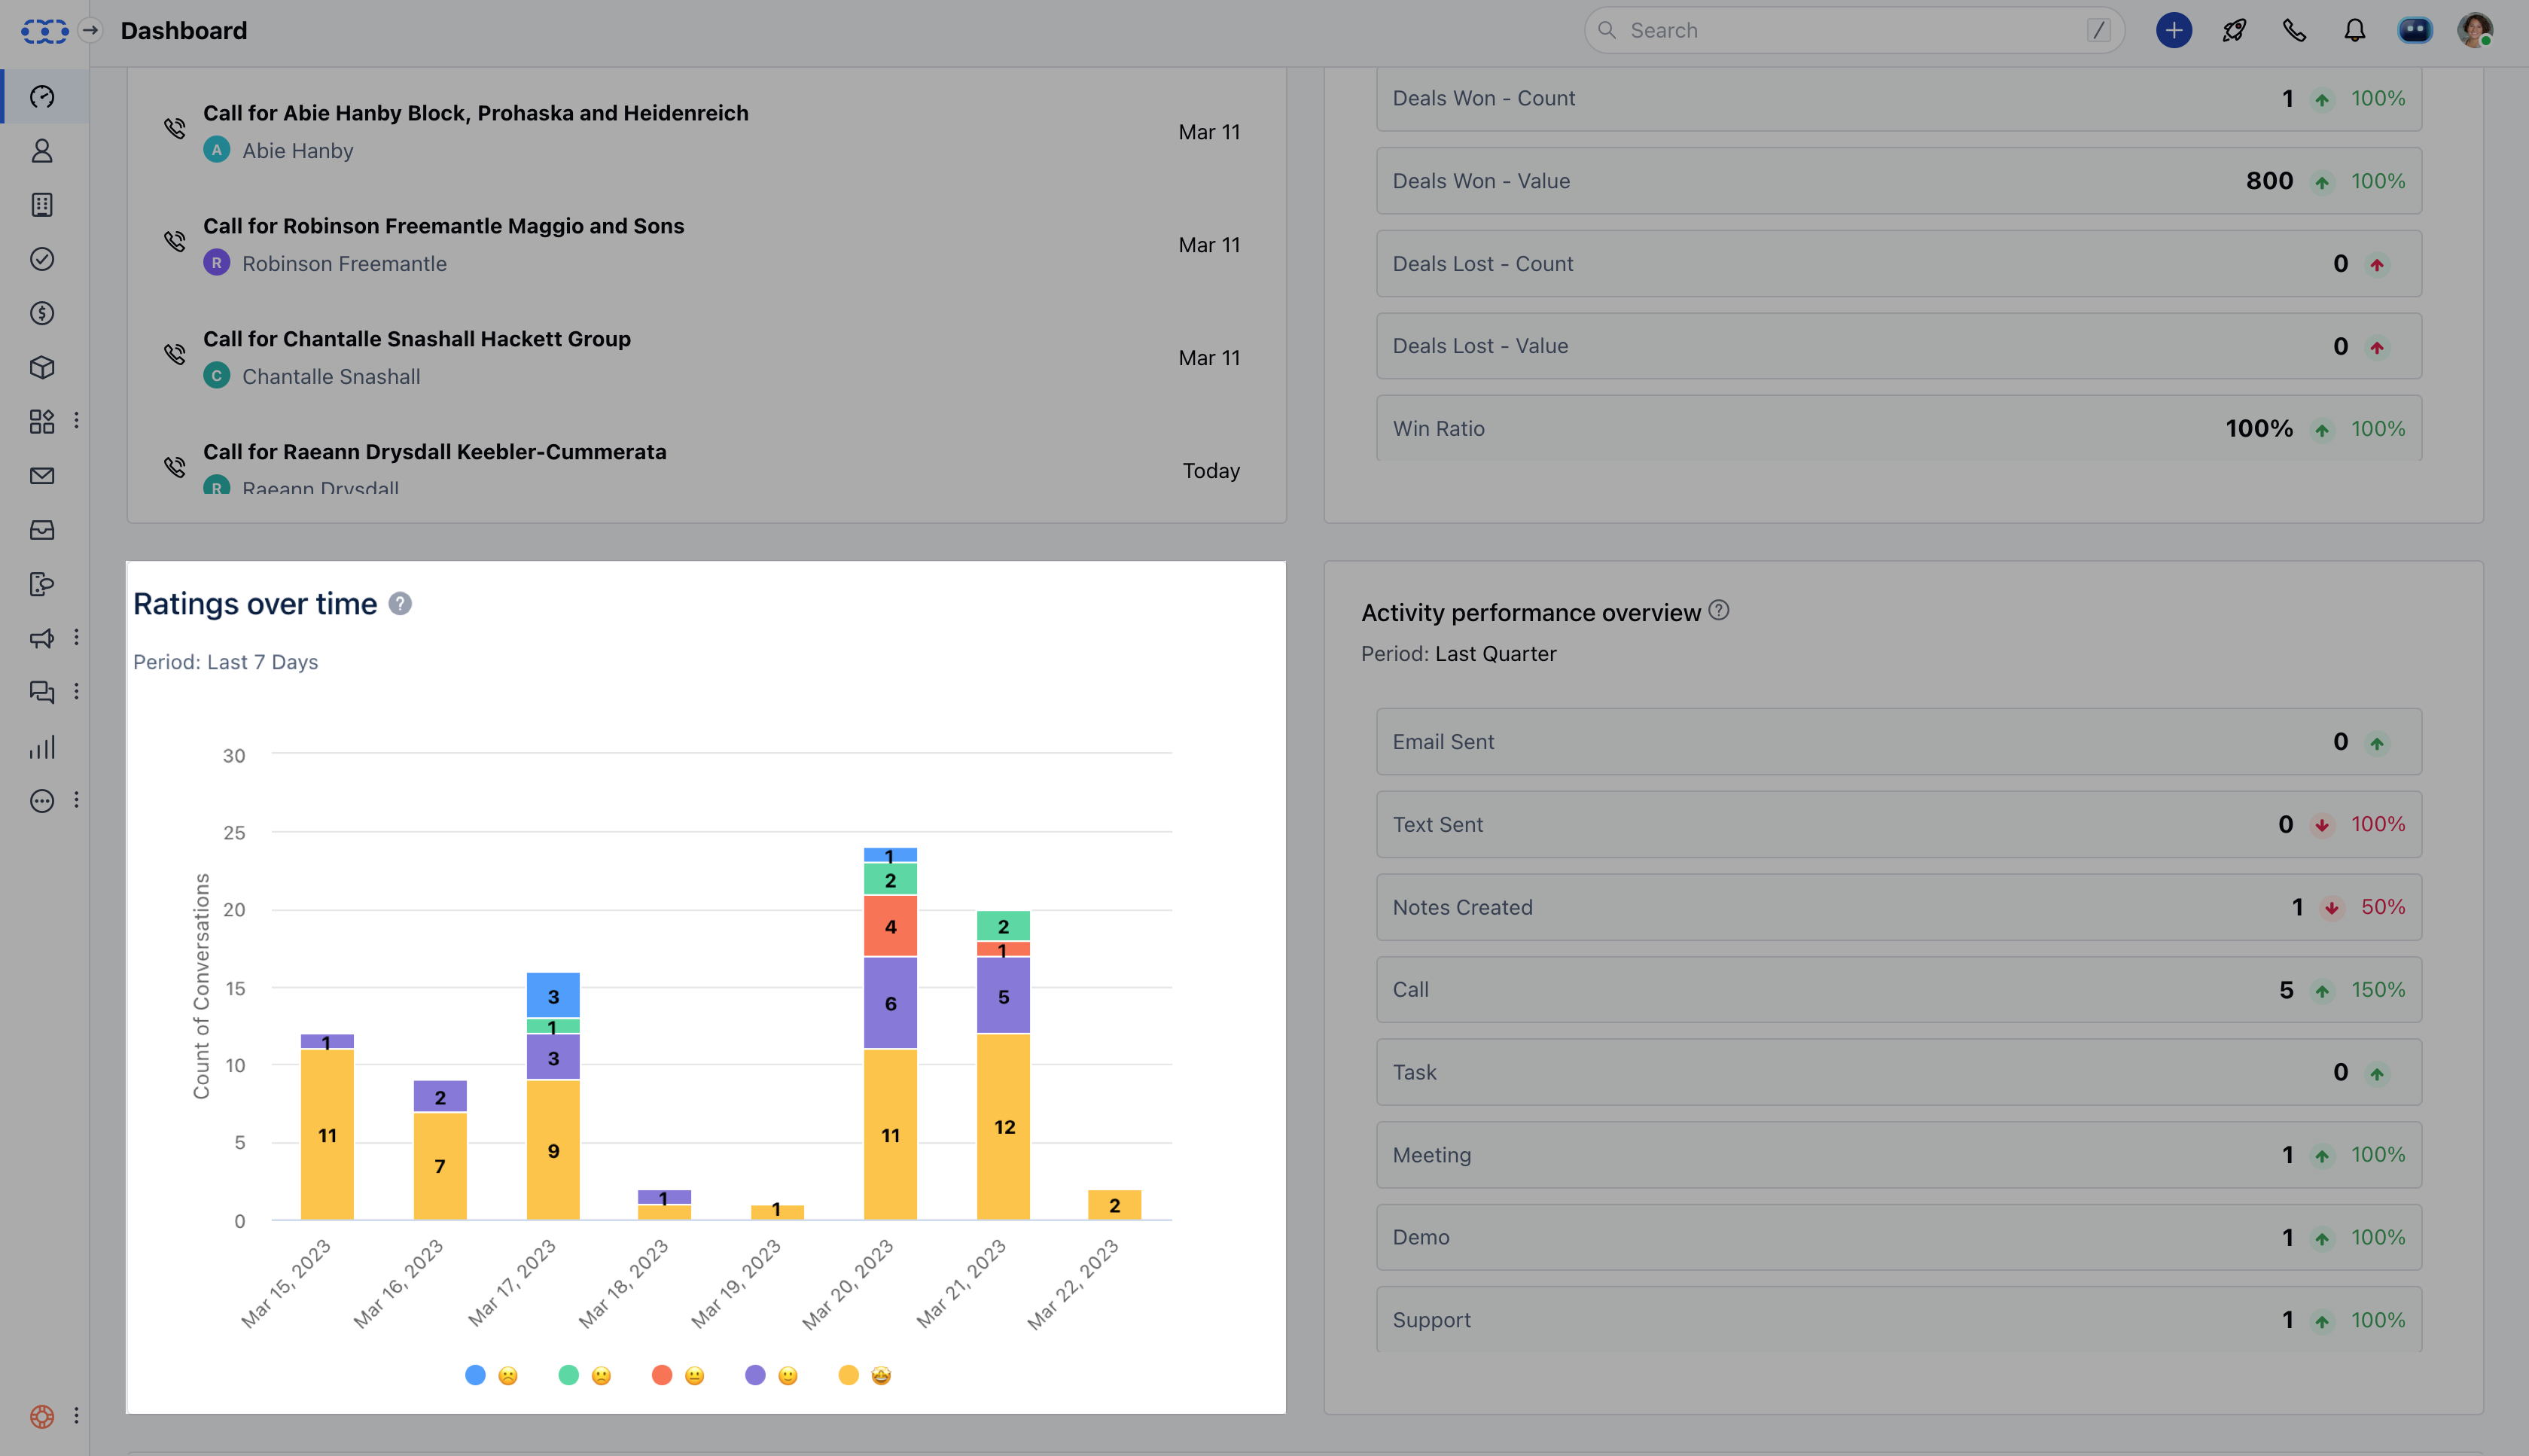 Dashboard
Search
/
Call for Abie Hanby Block, Prohaska and Heidenreich
A Abie Hanby
Mar 11
Call for Robinson Freemantle Maggio and Sons
R Robinson Freemantle
Mar 11
Call for Chantalle Snashall Hackett Group
C Chantalle Snashall
Mar 11
Call for Raeann Drysdall Keebler-Cummerata
R Raeann Drysdall
Today
Deals Won - Count 1 100%
Deals Won - Value 800 100%
Deals Lost - Count 0
Deals Lost - Value 0
Win Ratio 100% 100%
Ratings over time ?
Period: Last 7 Days
Count of Conversations
30
25
20
15
10
5
0
1
11
2
7
3
1
3
9
1
1
1
2
4
6
11
2
1
5
12
2
Mar 15, 2023
Mar 16, 2023
Mar 17, 2023
Mar 18, 2023
Mar 19, 2023
Mar 20, 2023
Mar 21, 2023
Mar 22, 2023
Activity performance overview ?
Period: Last Quarter
Email Sent 0
Text Sent 0 100%
Notes Created 1 50%
Call 5 150%
Task 0
Meeting 1 100%
Demo 1 100%
Support 1 100%